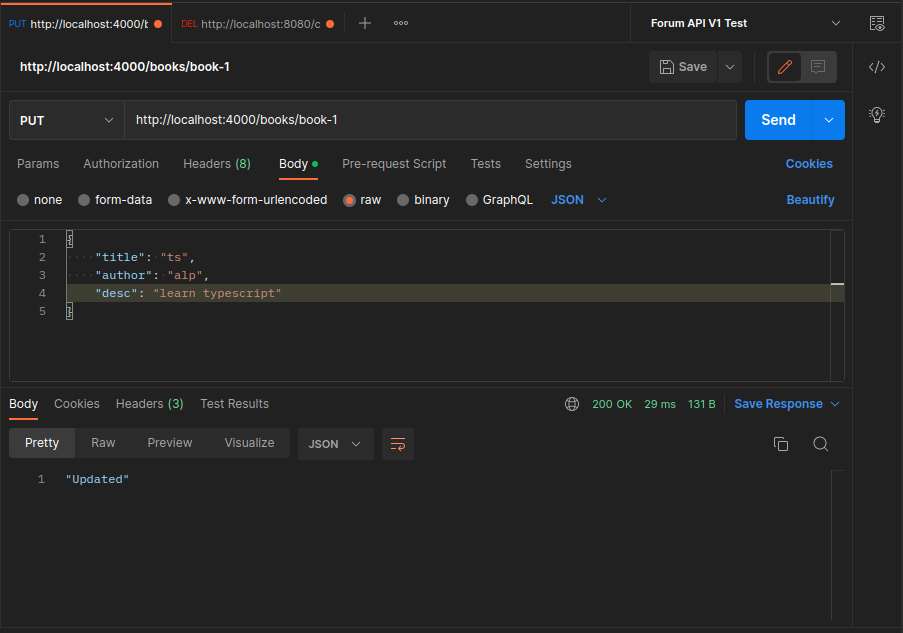 PUT http://localhost:4000/b DEL http://localhost:8080/c Forum API V1 Test
http://localhost:4000/books/book-1 Save
PUT http://localhost:4000/books/book-1 Send
Params Authorization Headers (8) Body Pre-request Script Tests Settings Cookies
none form-data x-www-form-urlencoded raw binary GraphQL JSON Beautify
1 {
2 "title": "ts",
3 "author": "alp",
4 "desc": "learn typescript"
5 }
Body Cookies Headers (3) Test Results 200 OK 29 ms 131 B Save Response
Pretty Raw Preview Visualize JSON
1 "Updated"